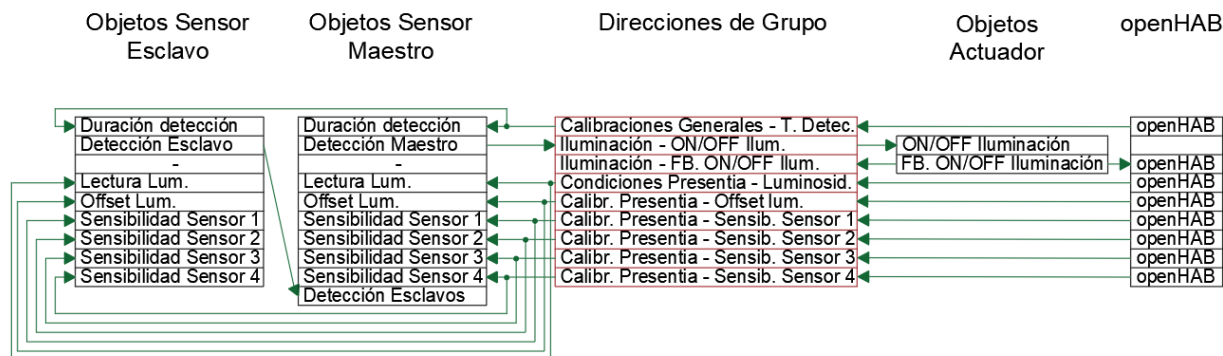 Objetos Sensor Esclavo
Objetos Sensor Maestro
Direcciones de Grupo
Objetos Actuador
openHAB
Duración detección
Duración detección
Calibraciones Generales - T. Detec.
openHAB
Detección Esclavo
Detección Maestro
Iluminación - ON/OFF Ilum.
ON/OFF Iluminación
-
-
Iluminación - FB. ON/OFF Ilum.
FB. ON/OFF Iluminación
openHAB
Lectura Lum.
Lectura Lum.
Condiciones Presentia - Luminosid.
openHAB
Offset Lum.
Offset Lum.
Calibr. Presentia - Offset lum.
openHAB
Sensibilidad Sensor 1
Sensibilidad Sensor 1
Calibr. Presentia - Sensib. Sensor 1
openHAB
Sensibilidad Sensor 2
Sensibilidad Sensor 2
Calibr. Presentia - Sensib. Sensor 2
openHAB
Sensibilidad Sensor 3
Sensibilidad Sensor 3
Calibr. Presentia - Sensib. Sensor 3
openHAB
Sensibilidad Sensor 4
Sensibilidad Sensor 4
Calibr. Presentia - Sensib. Sensor 4
openHAB
Detección Esclavos